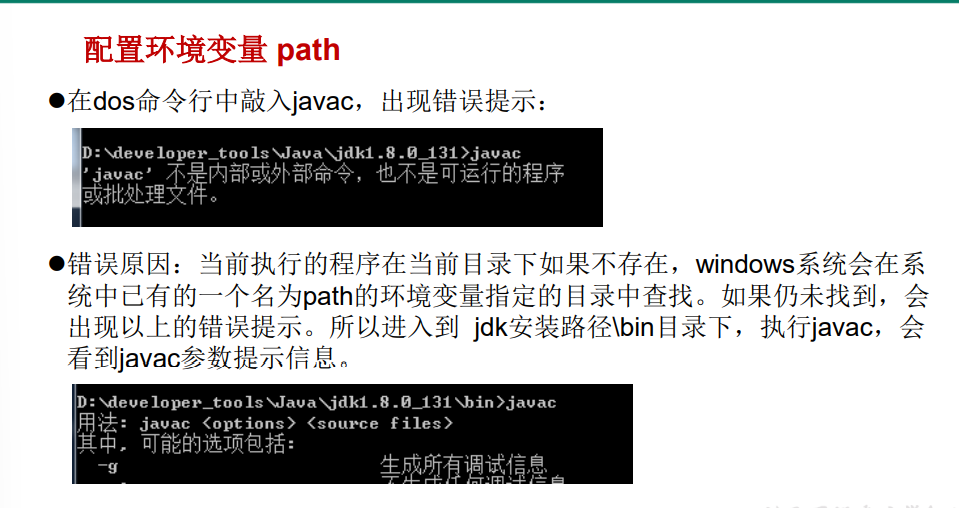 配置环境变量 path
●在dos命令行中敲入javac，出现错误提示：
D:\developer_tools\Java\jdk1.8.0_131>javac
'javac' 不是内部或外部命令，也不是可运行的程序
或批处理文件。
●错误原因：当前执行的程序在当前目录下如果不存在，windows系统会在系
统中已有的一个名为path的环境变量指定的目录中查找。如果仍未找到，会
出现以上的错误提示。所以进入到 jdk安装路径\bin目录下，执行javac，会
看到javac参数提示信息。
D:\developer_tools\Java\jdk1.8.0_131\bin>javac
用法: javac <options> <source files>
其中, 可能的选项包括:
-g 生成所有调试信息
不生成任何调试信息